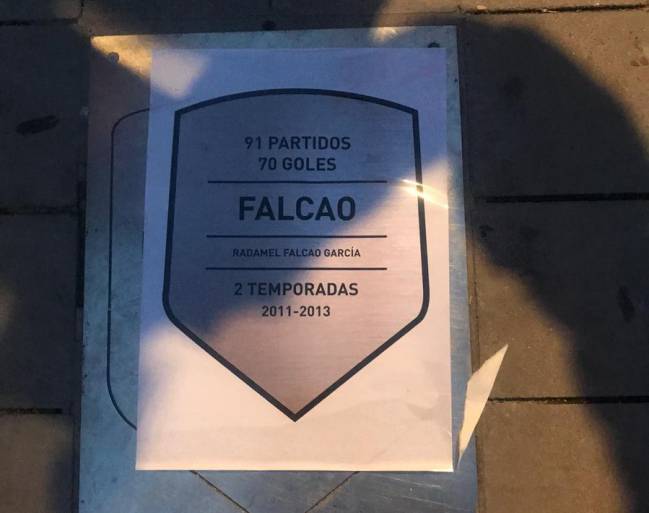 91 PARTIDOS
70 GOLES
FALCAO
RADAMEL FALCAO GARCÍA
2 TEMPORADAS
2011-2013